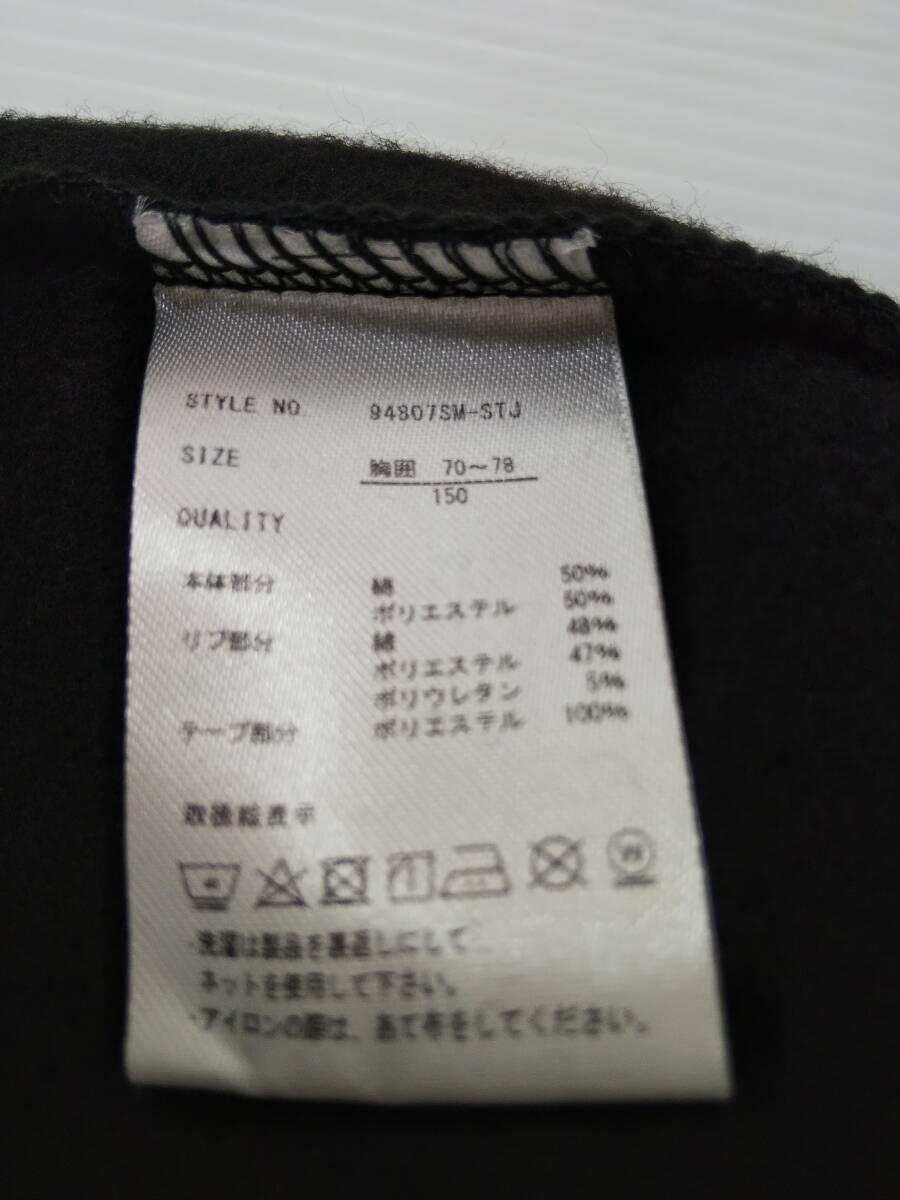 STYLE NO. 94807SM-STJ
SIZE 胸囲 70〜78
150
QUALITY
本体部分 綿 50%
ポリエステル 50%
リブ部分 綿 48%
ポリエステル 47%
ポリウレタン 5%
テープ部分 ポリエステル 100%
取扱絵表示
40 W
・洗濯は製品を裏返しにして
ネットを使用して下さい。
・アイロンの際は、あて布をしてください。